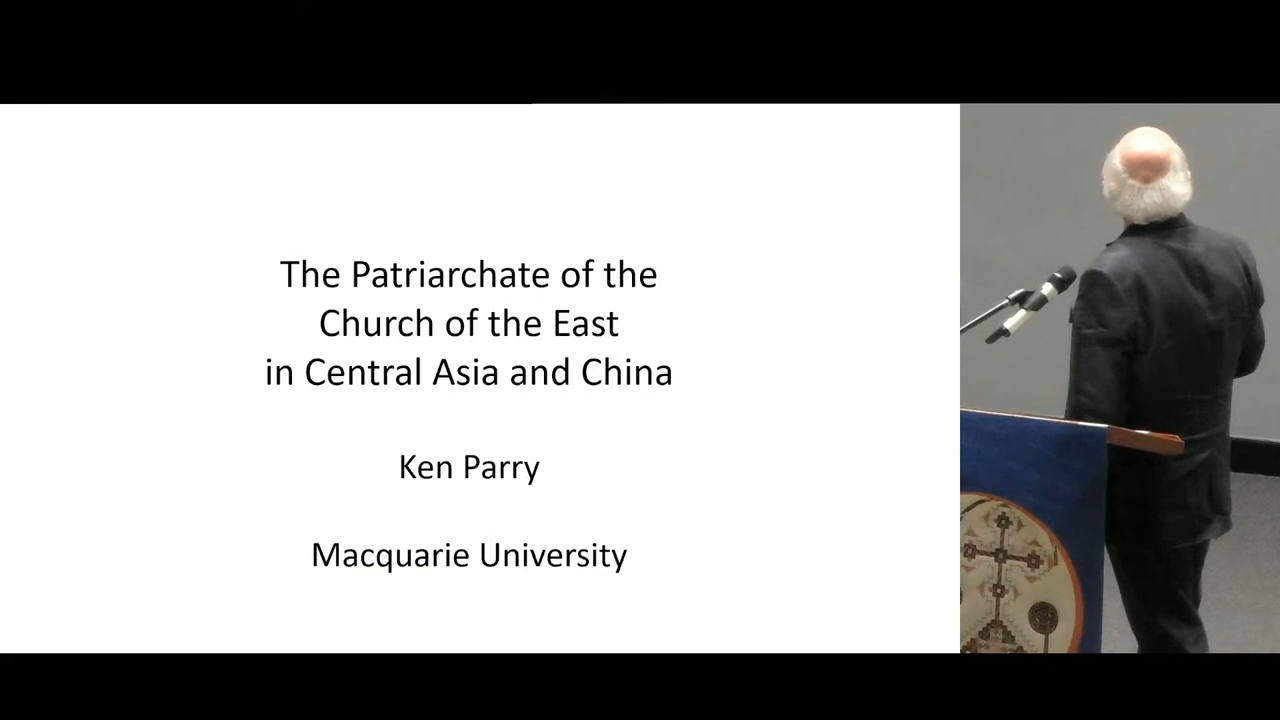 The Patriarchate of the
Church of the East
in Central Asia and China
Ken Parry
Macquarie University